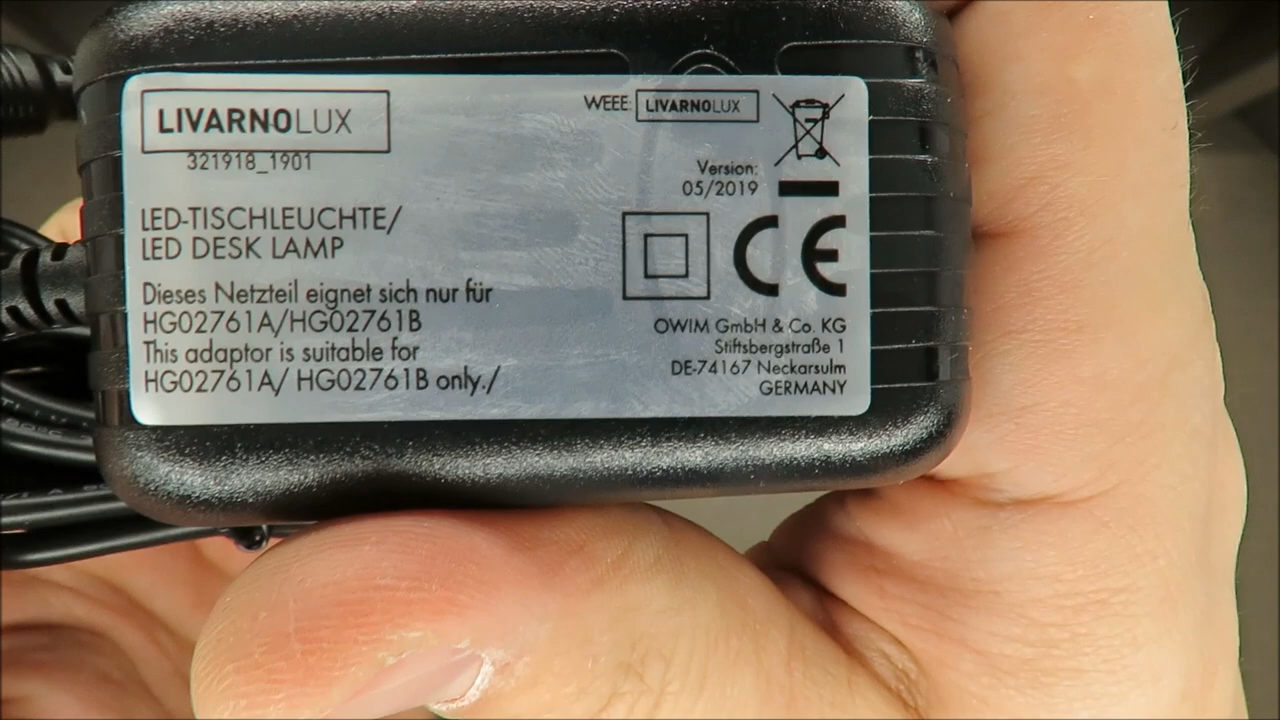 LIVARNOLUX
321918_1901
LED-TISCHLEUCHTE/
LED DESK LAMP
Dieses Netzteil eignet sich nur für
HG02761A/HG02761B
This adaptor is suitable for
HG02761A/ HG02761B only./
WEEE: LIVARNOLUX
Version:
05/2019
CE
OWIM GmbH & Co. KG
Stiftsbergstraße 1
DE-74167 Neckarsulm
GERMANY